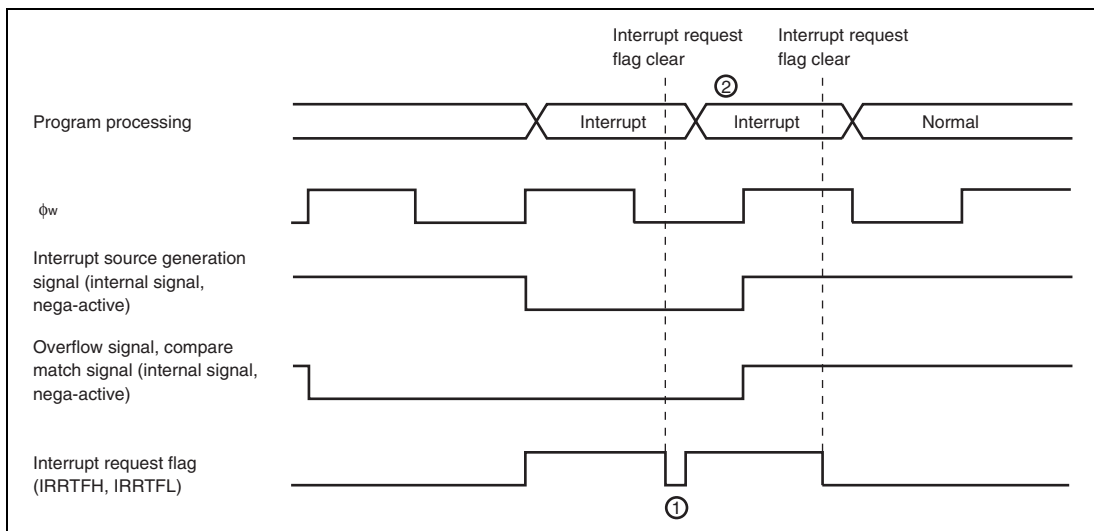 Interrupt request
flag clear
Interrupt request
flag clear
②
Program processing
Interrupt
Interrupt
Normal
ϕw
Interrupt source generation
signal (internal signal,
nega-active)
Overflow signal, compare
match signal (internal signal,
nega-active)
Interrupt request flag
(IRRTFH, IRRTFL)
①